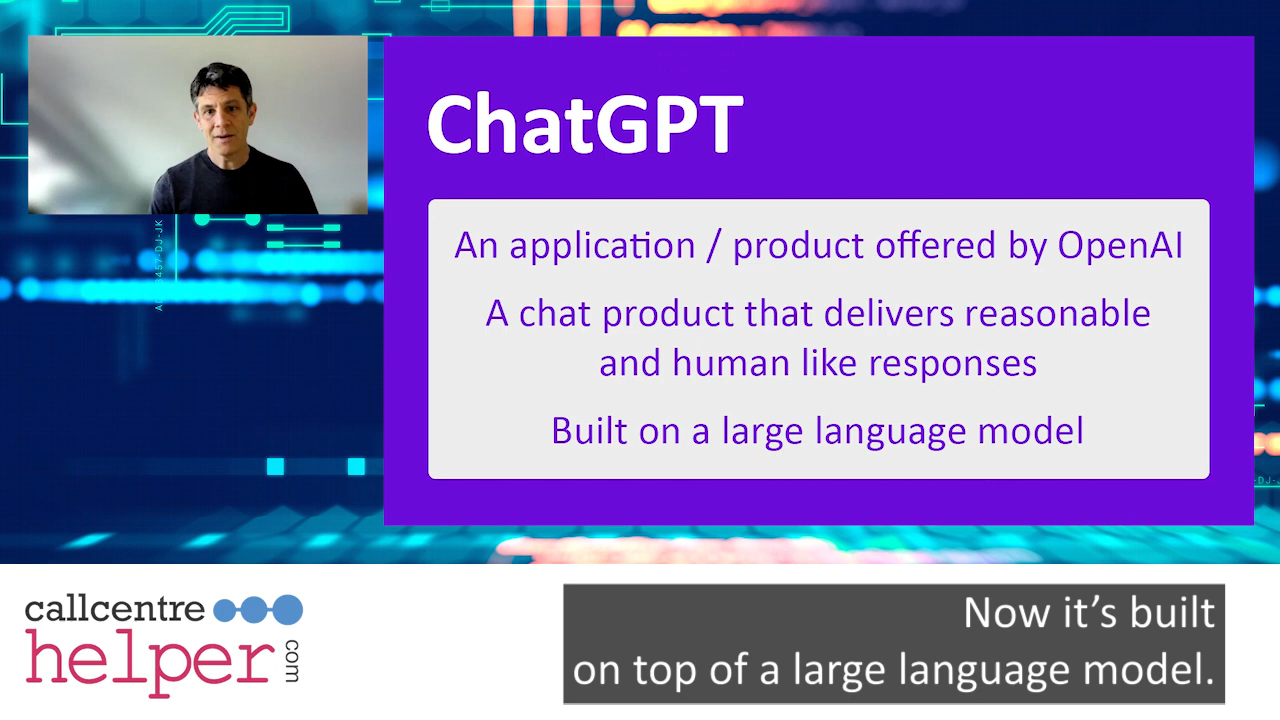 ChatGPT
An application / product offered by OpenAI
A chat product that delivers reasonable
and human like responses
Built on a large language model
callcentre
helper
.com
Now it’s built
on top of a large language model.